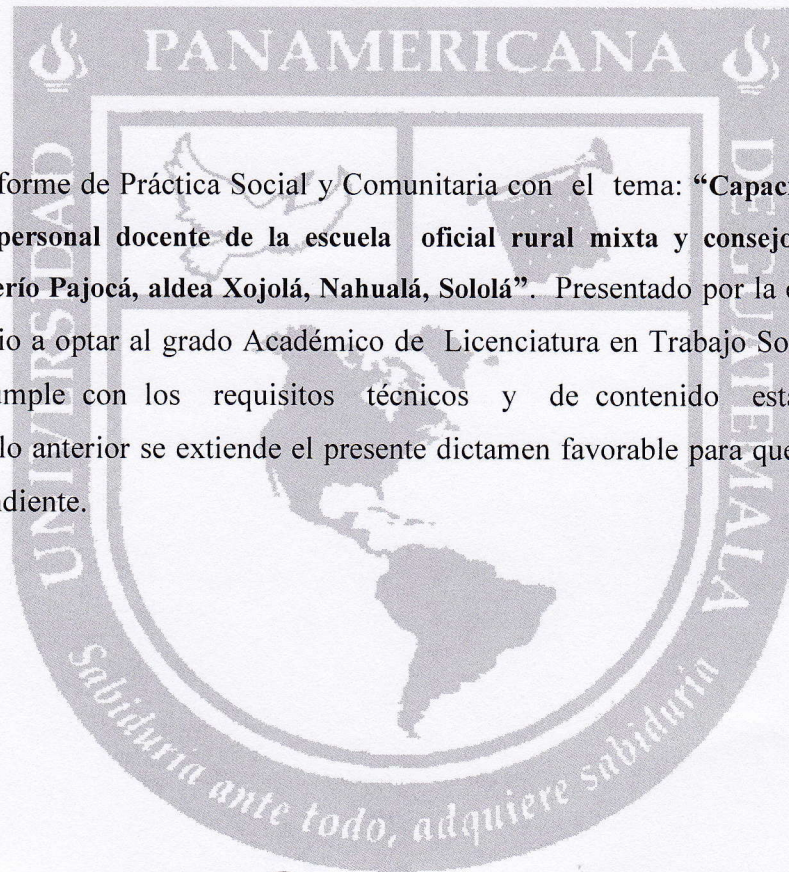 PANAMERICANA
UNIVERSIDAD
DE GUATEMALA
forme de Práctica Social y Comunitaria con el tema: “Capaci
personal docente de la escuela oficial rural mixta y consejo
erío Pajocá, aldea Xojolá, Nahualá, Sololá”. Presentado por la
io a optar al grado Académico de Licenciatura en Trabajo So
umple con los requisitos técnicos y de contenido esta
lo anterior se extiende el presente dictamen favorable para que
ndiente.
Sabiduría ante todo, adquiere sabiduría